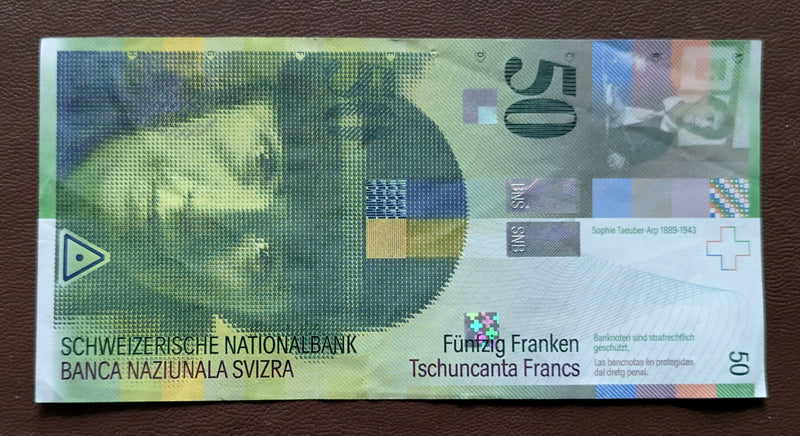 50
BNS
SNB
Sophie Taeuber-Arp 1889-1943
SCHWEIZERISCHE NATIONALBANK
BANCA NAZIUNALA SVIZRA
Fünfzig Franken
Tschuncanta Francs
Banknoten sind strafrechtlich
geschützt.
Las bancnotas èn protegidas
dal dretg penal.
50